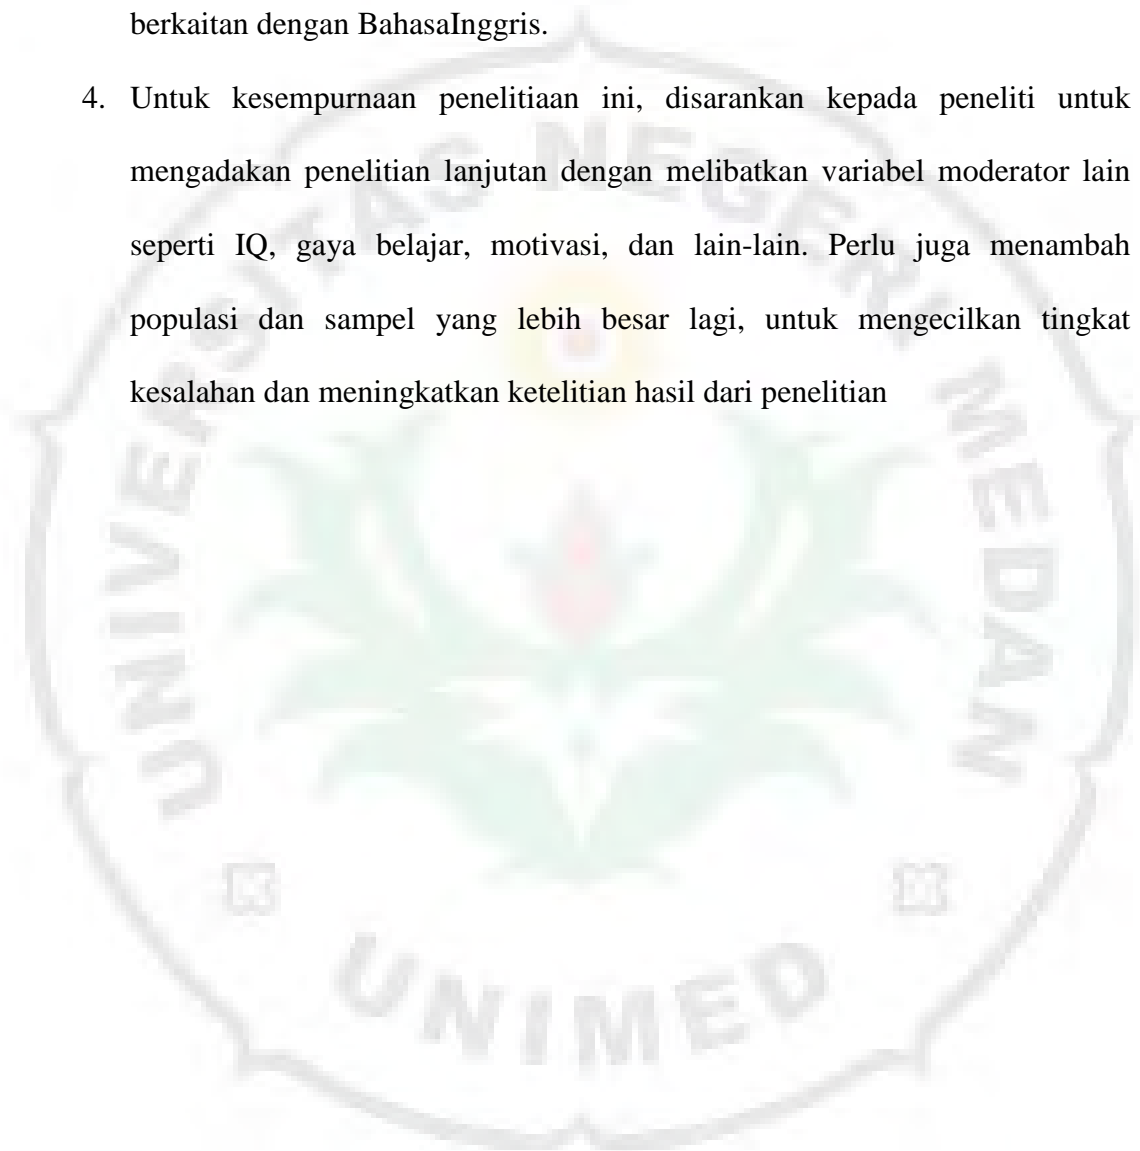 berkaitan dengan BahasaInggris.
4. Untuk kesempurnaan penelitiaan ini, disarankan kepada peneliti untuk
mengadakan penelitian lanjutan dengan melibatkan variabel moderator lain
seperti IQ, gaya belajar, motivasi, dan lain-lain. Perlu juga menambah
populasi dan sampel yang lebih besar lagi, untuk mengecilkan tingkat
kesalahan dan meningkatkan ketelitian hasil dari penelitian
UNIVERSITAS NEGERI MEDAN
UNIMED